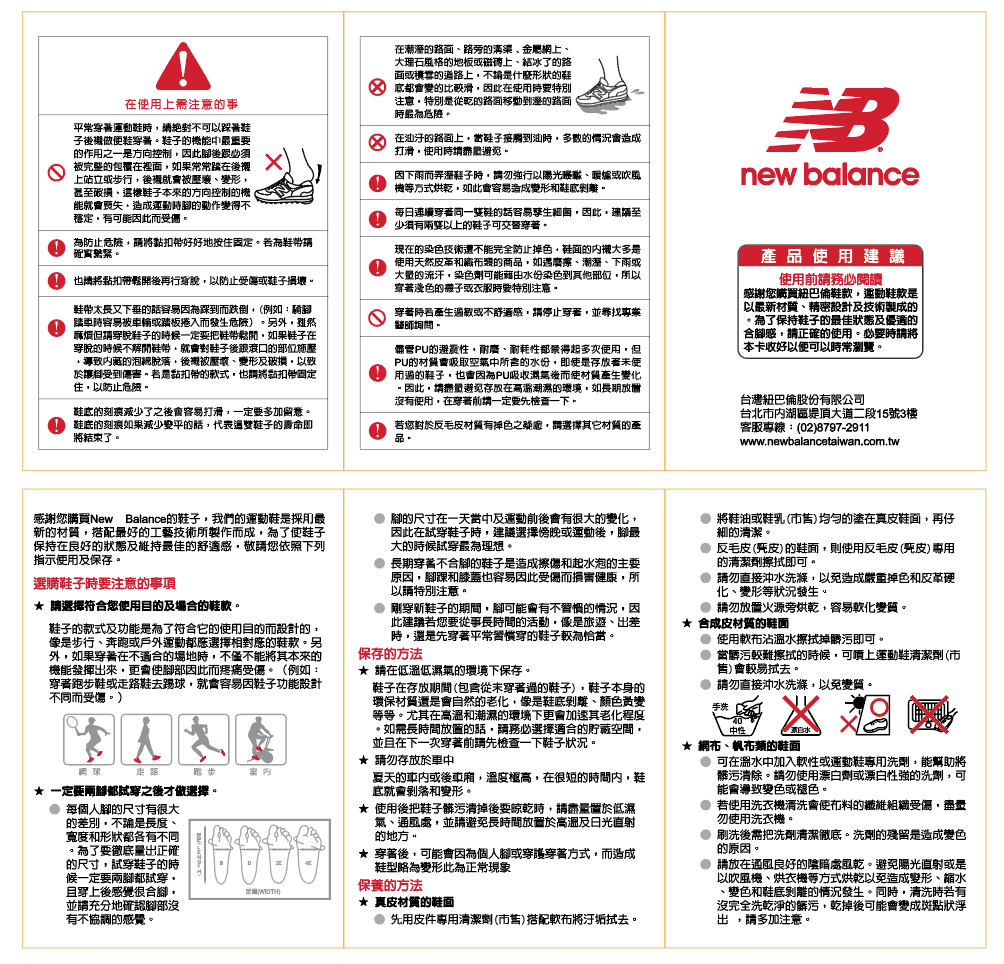 在使用上需注意的事
平常穿著運動鞋時，請絕對不可以踩著鞋
子後襯做便鞋穿著。鞋子的機能中最重要
的作用之一是方向控制，因此腳後跟必須
被完整的包覆在裡面，如果常常踏在後襯
上站立或步行，後襯就會被壓壞、變形，
甚至破損，這樣鞋子本來的方向控制的機
能就會喪失，造成運動時腳的動作變得不
穩定，有可能因此而受傷。
為防止危險，請將黏扣帶好好地按住固定。若為鞋帶請
確實繫緊。
也請將黏扣帶鬆開後再行穿脫，以防止受傷或鞋子損壞。
鞋帶太長又下垂的話容易因為踩到而跌倒，(例如：騎腳
踏車時容易被車輪或踏板捲入而發生危險）。另外，雖然
麻煩但請穿脫鞋子的時候一定要把鞋帶鬆開，如果鞋子在
穿脫的時候不解開鞋帶，就會對鞋子後跟滾口的部位施壓
，導致內藏的泡綿脫落，後襯被壓壞、變形及破損，以致
於讓腳受到傷害。若是黏扣帶的款式，也請將黏扣帶固定
住，以防止危險。
鞋底的刻痕減少了之後會容易打滑，一定要多加留意。
鞋底的刻痕如果減少變平的話，代表這雙鞋子的壽命即
將結束了。
在潮溼的路面、路旁的溝渠、金屬網上、
大理石風格的地板或磁磚上、結冰了的路
面或積雪的道路上，不論是什麼形狀的鞋
底都會變的比較滑，因此在使用時要特別
注意，特別是從乾的路面移動到溼的路面
時最為危險。
在油汙的路面上，當鞋子接觸到油時，多數的情況會造成
打滑，使用時請盡量避免。
因下雨而弄溼鞋子時，請勿強行以陽光曝曬、暖爐或吹風
機等方式烘乾，如此會容易造成變形和鞋底剝離。
每日連續穿著同一雙鞋的話容易孳生細菌，因此，建議至
少須有兩雙以上的鞋子可交替穿著。
現在的染色技術還不能完全防止掉色，鞋面的內襯大多是
使用天然皮革和織布類的商品，如遇磨擦、潮溼、下雨或
大量的流汗，染色劑可能藉由水份染色到其他部位，所以
穿著淺色的襪子或衣服時要特別注意。
穿著時若產生過敏或不舒適感，請停止穿著，並尋找專業
醫師詢問。
儘管PU的避震性，耐磨、耐秏性都禁得起多次使用，但
PU的材質會吸取空氣中所含的水份，即使是存放著未使
用過的鞋子，也會因為PU吸收濕氣後而使材質產生變化
。因此，請盡量避免存放在高溫潮濕的環境，如長期放置
沒有使用，在穿著前請一定要先檢查一下。
若您對於反毛皮材質有掉色之疑慮，請選擇其它材質的產
品。
NB
new balance
產品使用建議
使用前請務必閱讀
感謝您購買紐巴倫鞋款，運動鞋款是
以最新材質、精密設計及技術製成的
。為了保持鞋子的最佳狀態及優適的
合腳感，請正確的使用。必要時請將
本卡收好以便可以時常瀏覽。
台灣紐巴倫股份有限公司
台北市內湖區堤頂大道二段15號3樓
客服專線：(02)8797-2911
www.newbalancetaiwan.com.tw
感謝您購買New Balance的鞋子，我們的運動鞋是採用最
新的材質，搭配最好的工藝技術所製作而成，為了使鞋子
保持在良好的狀態及維持最佳的舒適感，敬請您依照下列
指示使用及保存。
選購鞋子時要注意的事項
★ 請選擇符合您使用目的及場合的鞋款。
鞋子的款式及功能是為了符合它的使用目的而設計的，
像是步行、奔跑或戶外運動都應選擇相對應的鞋款。另
外，如果穿著在不適合的場地時，不僅不能將其本來的
機能發揮出來，更會使腳部因此而疼痛受傷。（例如：
穿著跑步鞋或走路鞋去踢球，就會容易因鞋子功能設計
不同而受傷。）
網球 走路 跑步 室內
★ 一定要兩腳都試穿之後才做選擇。
● 每個人腳的尺寸有很大
的差別，不論是長度、
寬度和形狀都各有不同
。為了要徹底量出正確
的尺寸，試穿鞋子的時
候一定要兩腳都試穿，
且穿上後感覺很合腳，
並請充分地確認腳部沒
有不協調的感覺。
B D 2E 4E
足圍(WIDTH)
● 腳的尺寸在一天當中及運動前後會有很大的變化，
因此在試穿鞋子時，建議選擇傍晚或運動後，腳最
大的時候試穿最為理想。
● 長期穿著不合腳的鞋子是造成擦傷和起水泡的主要
原因，腳踝和膝蓋也容易因此受傷而損害健康，所
以請特別注意。
● 剛穿新鞋子的期間，腳可能會有不習慣的情況，因
此建議若您要從事長時間的活動，像是旅遊、出差
時，還是先穿著平常習慣穿的鞋子較為恰當。
保存的方法
★ 請在低溫低濕氣的環境下保存。
鞋子在存放期間(包含從末穿著過的鞋子)，鞋子本身的
環保材質還是會自然的老化，像是鞋底剝離、顏色黃變
等等。尤其在高溫和潮濕的環境下更會加速其老化程度
。如需長時間放置的話，請務必選擇適合的貯藏空間，
並且在下一次穿著前請先檢查一下鞋子狀況。
★ 請勿存放於車中
夏天的車內或後車廂，溫度極高，在很短的時間內，鞋
底就會剝落和變形。
★ 使用後把鞋子髒污清掉後要晾乾時，請盡量置於低濕
氣、通風處，並請避免長時間放置於高溫及日光直射
的地方。
★ 穿著後，可能會因為個人腳或穿謢穿著方式，而造成
鞋型略為變形此為正常現象
保養的方法
★ 真皮材質的鞋面
● 先用皮件專用清潔劑(市售)搭配軟布將汙垢拭去。
● 將鞋油或鞋乳(市售)均勻的塗在真皮鞋面，再仔
細的清潔。
● 反毛皮(麂皮)的鞋面，則使用反毛皮(麂皮)專用
的清潔劑擦拭即可。
● 請勿直接沖水洗滌，以免造成嚴重掉色和皮革硬
化、變形等狀況發生。
● 請勿放置火源旁烘乾，容易軟化變質。
★ 合成皮材質的鞋面
● 使用軟布沾溫水擦拭掉髒污即可。
● 當髒污較難擦拭的時候，可噴上運動鞋清潔劑(市
售)會較易拭去。
● 請勿直接沖水洗滌，以免變質。
手洗
40
中性
漂白水
★ 網布、帆布類的鞋面
● 可在溫水中加入軟性或運動鞋專用洗劑，能幫助將
髒污清除。請勿使用漂白劑或漂白性強的洗劑，可
能會導致變色或褪色。
● 若使用洗衣機清洗會使布料的纖維組織受傷，盡量
勿使用洗衣機。
● 刷洗後需把洗劑清潔徹底。洗劑的殘留是造成變色
的原因。
● 請放在通風良好的陰暗處風乾。避免陽光直射或是
以吹風機、烘衣機等方式烘乾以免造成變形、縮水
、變色和鞋底剝離的情況發生。同時，清洗時若有
沒完全洗乾淨的髒污，乾掉後可能會變成斑點狀浮
出 ，請多加注意。